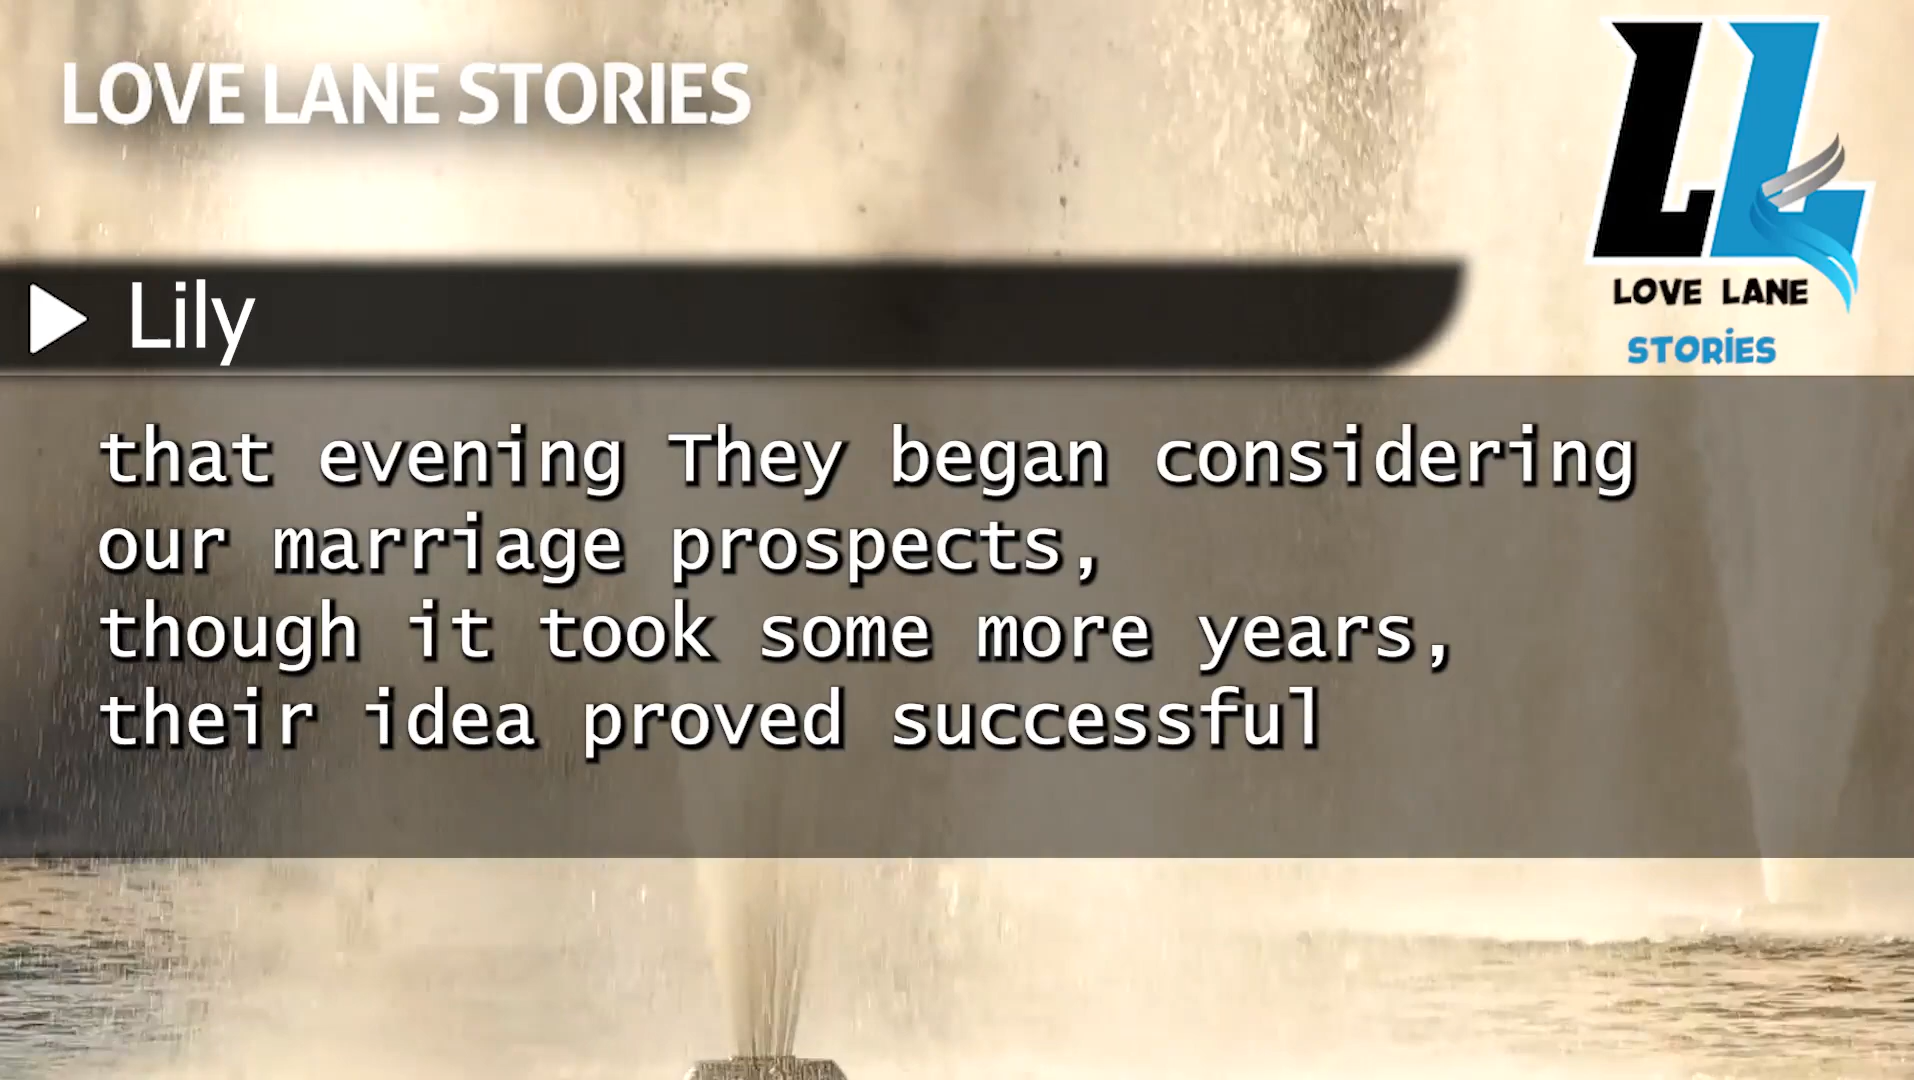 LOVE LANE STORIES
LL
LOVE LANE
STORIES
Lily
that evening They began considering
our marriage prospects,
though it took some more years,
their idea proved successful